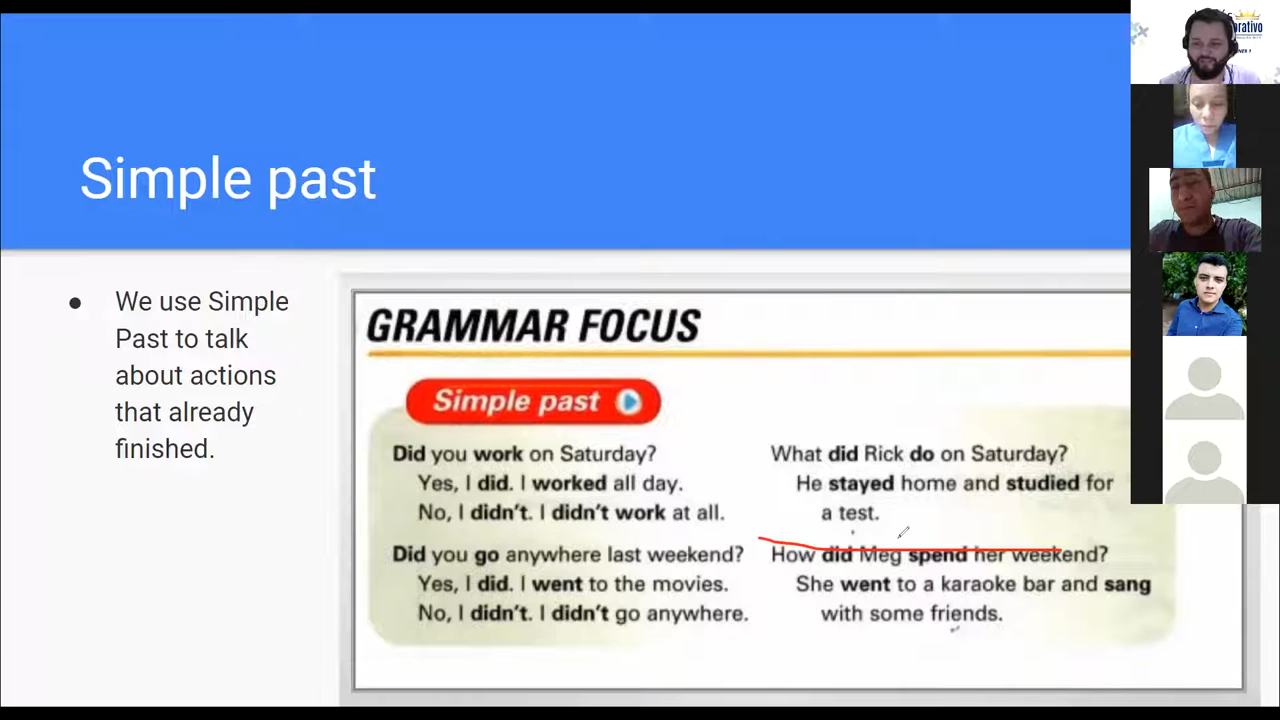 Simple past
● We use Simple
Past to talk
about actions
that already
finished.
GRAMMAR FOCUS
Simple past
Did you work on Saturday?
Yes, I did. I worked all day.
No, I didn't. I didn't work at all.
Did you go anywhere last weekend?
Yes, I did. I went to the movies.
No, I didn't. I didn't go anywhere.
What did Rick do on Saturday?
He stayed home and studied for
a test.
How did Meg spend her weekend?
She went to a karaoke bar and sang
with some friends.
orativo